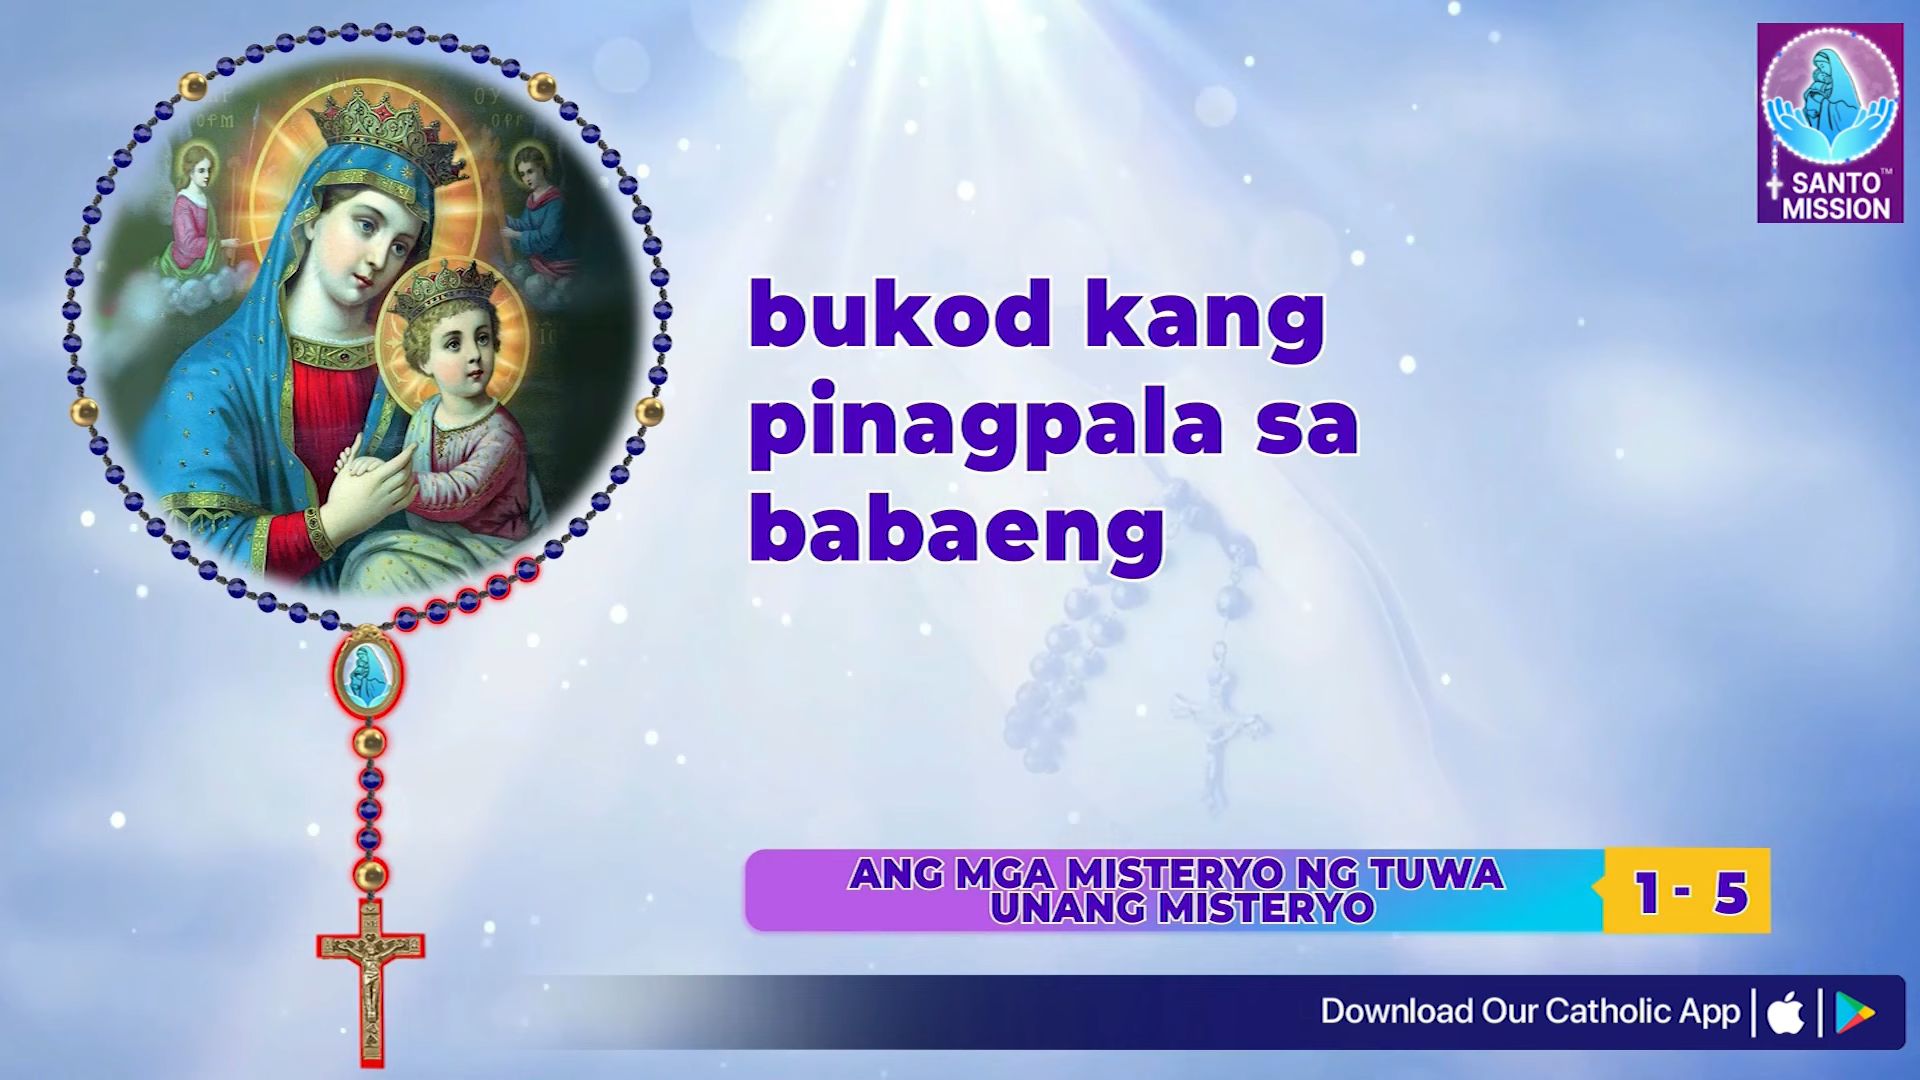 SANTO™
MISSION
bukod kang
pinagpala sa
babaeng
ANG MGA MISTERYO NG TUWA
UNANG MISTERYO
1 - 5
Download Our Catholic App